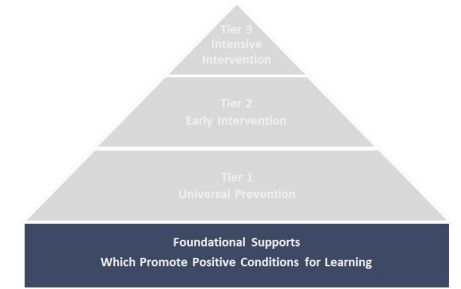 Tier 3
Intensive
Intervention
Tier 2
Early Intervention
Tier 1
Universal Prevention
Foundational Supports
Which Promote Positive Conditions for Learning